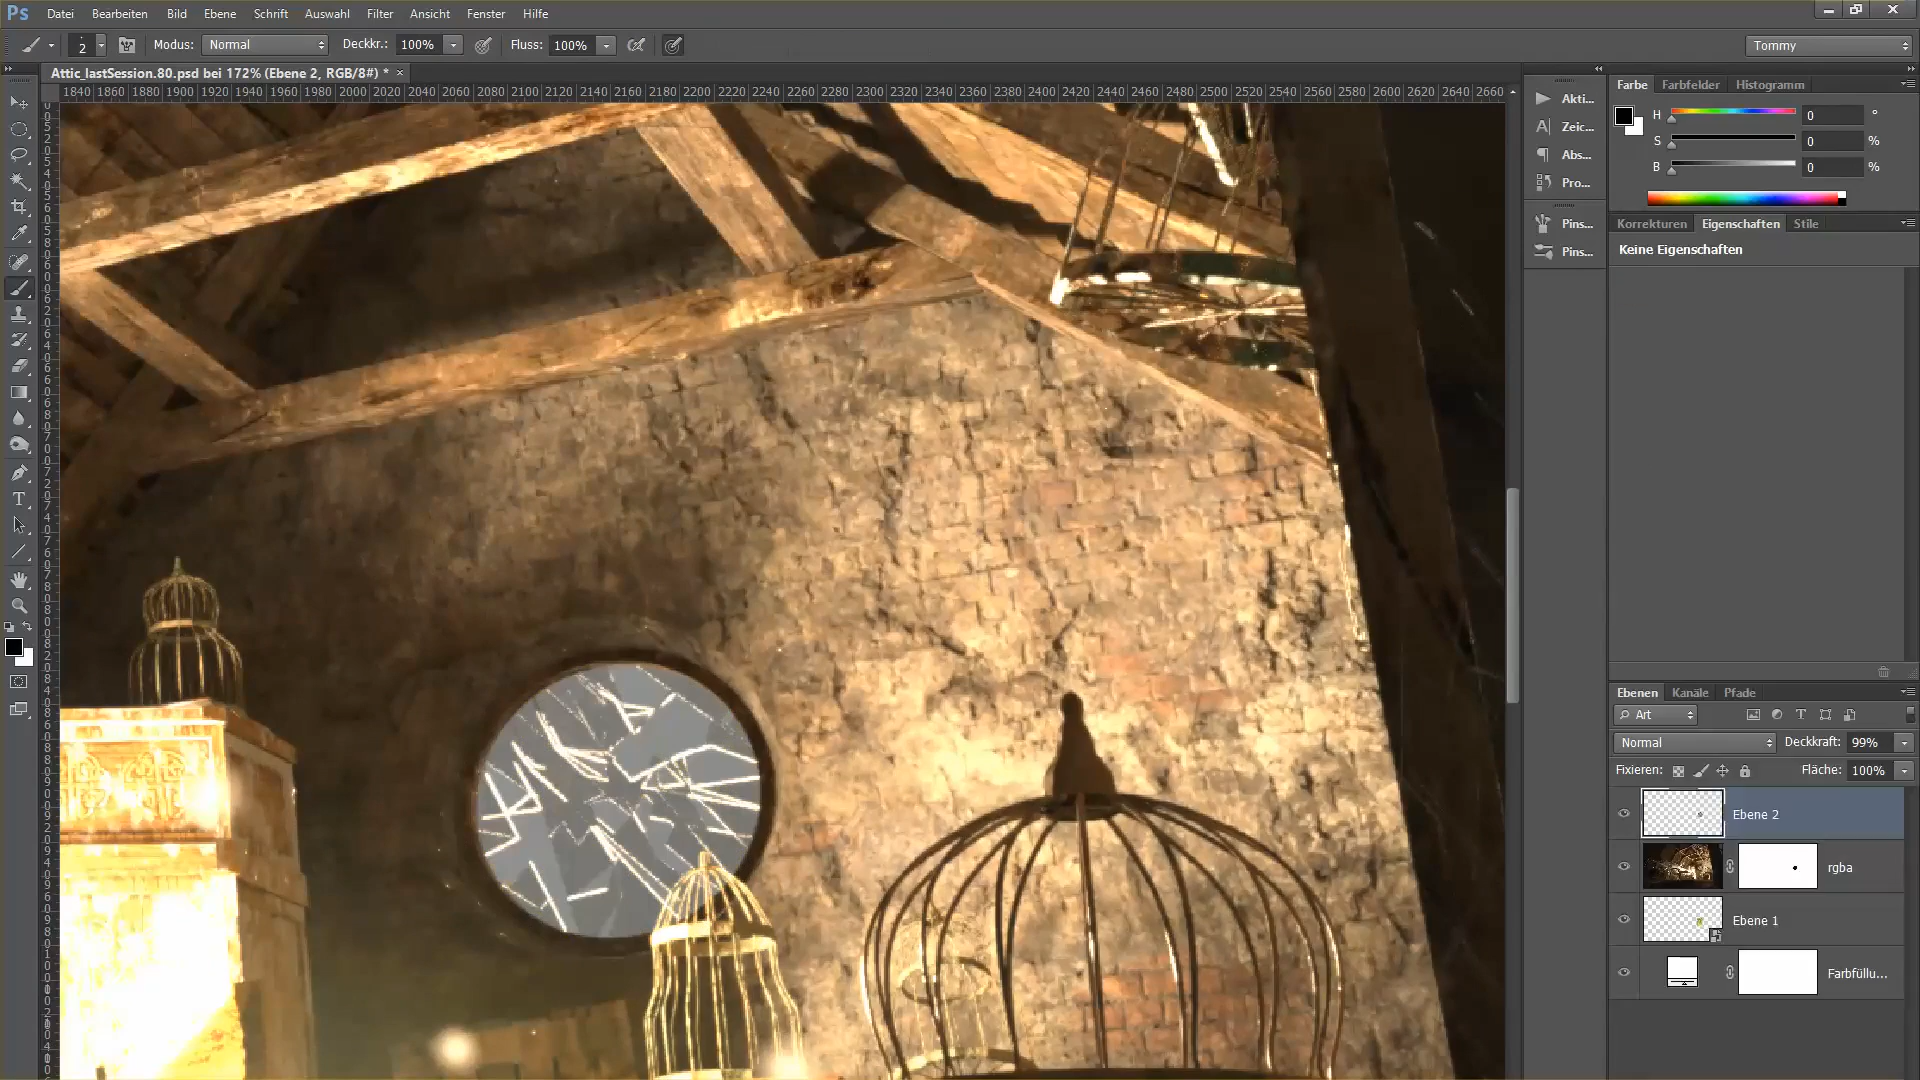 Ps Datei Bearbeiten Bild Ebene Schrift Auswahl Filter Ansicht Fenster Hilfe
2 Modus: Normal Deckkr.: 100% Fluss: 100% Tommy
Attic_lastSession.80.psd bei 172% (Ebene 2, RGB/8#) * ×
1840 1860 1880 1900 1920 1940 1960 1980 2000 2020 2040 2060 2080 2100 2120 2140 2160 2180 2200 2220 2240 2260 2280 2300 2320 2340 2360 2380 2400 2420 2440 2460 2480 2500 2520 2540 2560 2580 2600 2620 2640 2660
Akti...
Zeic...
Abs...
Pro...
Pins...
Pins...
Farbe Farbfelder Histogramm
H 0 °
S 0 %
B 0 %
Korrekturen Eigenschaften Stile
Keine Eigenschaften
Ebenen Kanäle Pfade
Art
Normal Deckkraft: 99%
Fixieren: Fläche: 100%
Ebene 2
rgba
Ebene 1
Farbfüllu...